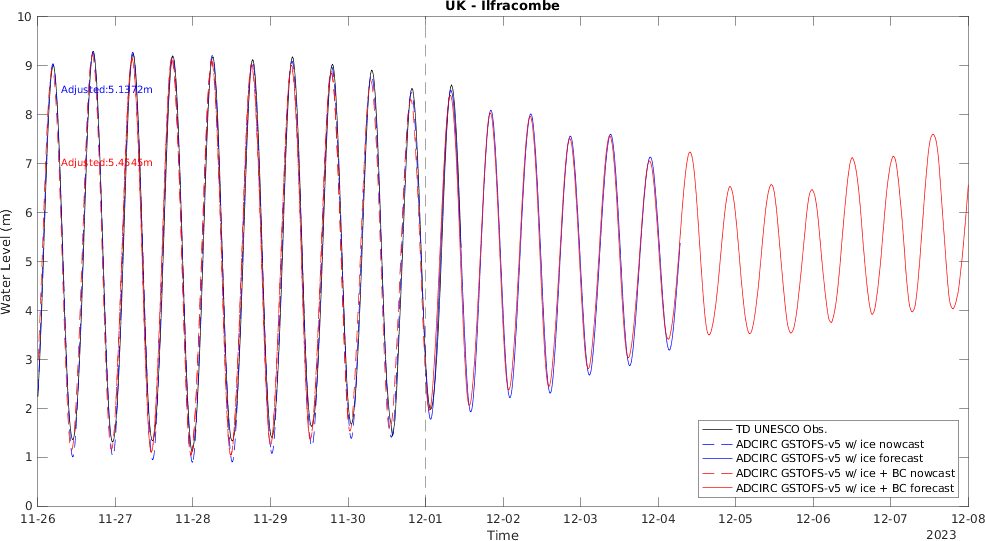 UK - Ilfracombe
10
9
8
7
6
5
4
3
2
1
0
Water Level (m)
Adjusted:5.1372m
Adjusted:5.4545m
TD UNESCO Obs.
ADCIRC GSTOFS-v5 w/ ice nowcast
ADCIRC GSTOFS-v5 w/ ice forecast
ADCIRC GSTOFS-v5 w/ ice + BC nowcast
ADCIRC GSTOFS-v5 w/ ice + BC forecast
11-26 11-27 11-28 11-29 11-30 12-01 12-02 12-03 12-04 12-05 12-06 12-07 12-08
Time
2023